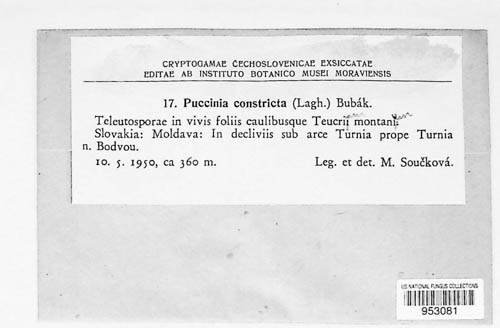 CRYPTOGAMAE ČECHOSLOVENICAE EXSICCATAE
EDITAE AB INSTITUTO BOTANICO MUSEI MORAVIENSIS
17. Puccinia constricta (Lagh.) Bubák.
Teleutosporae in vivis foliis caulibusque Teucrii montani.
Slovakia: Moldava: In decliviis sub arce Turnia prope Turnia
n. Bodvou.
10. 5. 1950, ca 360 m. Leg. et det. M. Součková.
US NATIONAL FUNGUS COLLECTIONS
953081